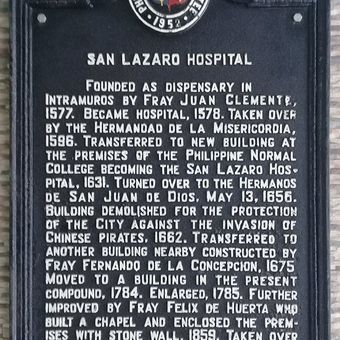 1952
SAN LAZARO HOSPITAL
FOUNDED AS DISPENSARY IN
INTRAMUROS BY FRAY JUAN CLEMENTE,
1577. BECAME HOSPITAL, 1578. TAKEN OVER
BY THE HERMANDAD DE LA MISERICORDIA,
1596. TRANSFERRED TO NEW BUILDING AT
THE PREMISES OF THE PHILIPPINE NORMAL
COLLEGE BECOMING THE SAN LAZARO HOS-
PITAL, 1631. TURNED OVER TO THE HERMANOS
DE SAN JUAN DE DIOS, MAY 13, 1656.
BUILDING DEMOLISHED FOR THE PROTECTION
OF THE CITY AGAINST THE INVASION OF
CHINESE PIRATES, 1662. TRANSFERRED TO
ANOTHER BUILDING NEARBY CONSTRUCTED BY
FRAY FERNANDO DE LA CONCEPCION, 1675
MOVED TO A BUILDING IN THE PRESENT
COMPOUND, 1784. ENLARGED, 1785. FURTHER
IMPROVED BY FRAY FELIX DE HUERTA WHO
BUILT A CHAPEL AND ENCLOSED THE PREM-
ISES WITH STONE WALL, 1859. TAKEN OVER